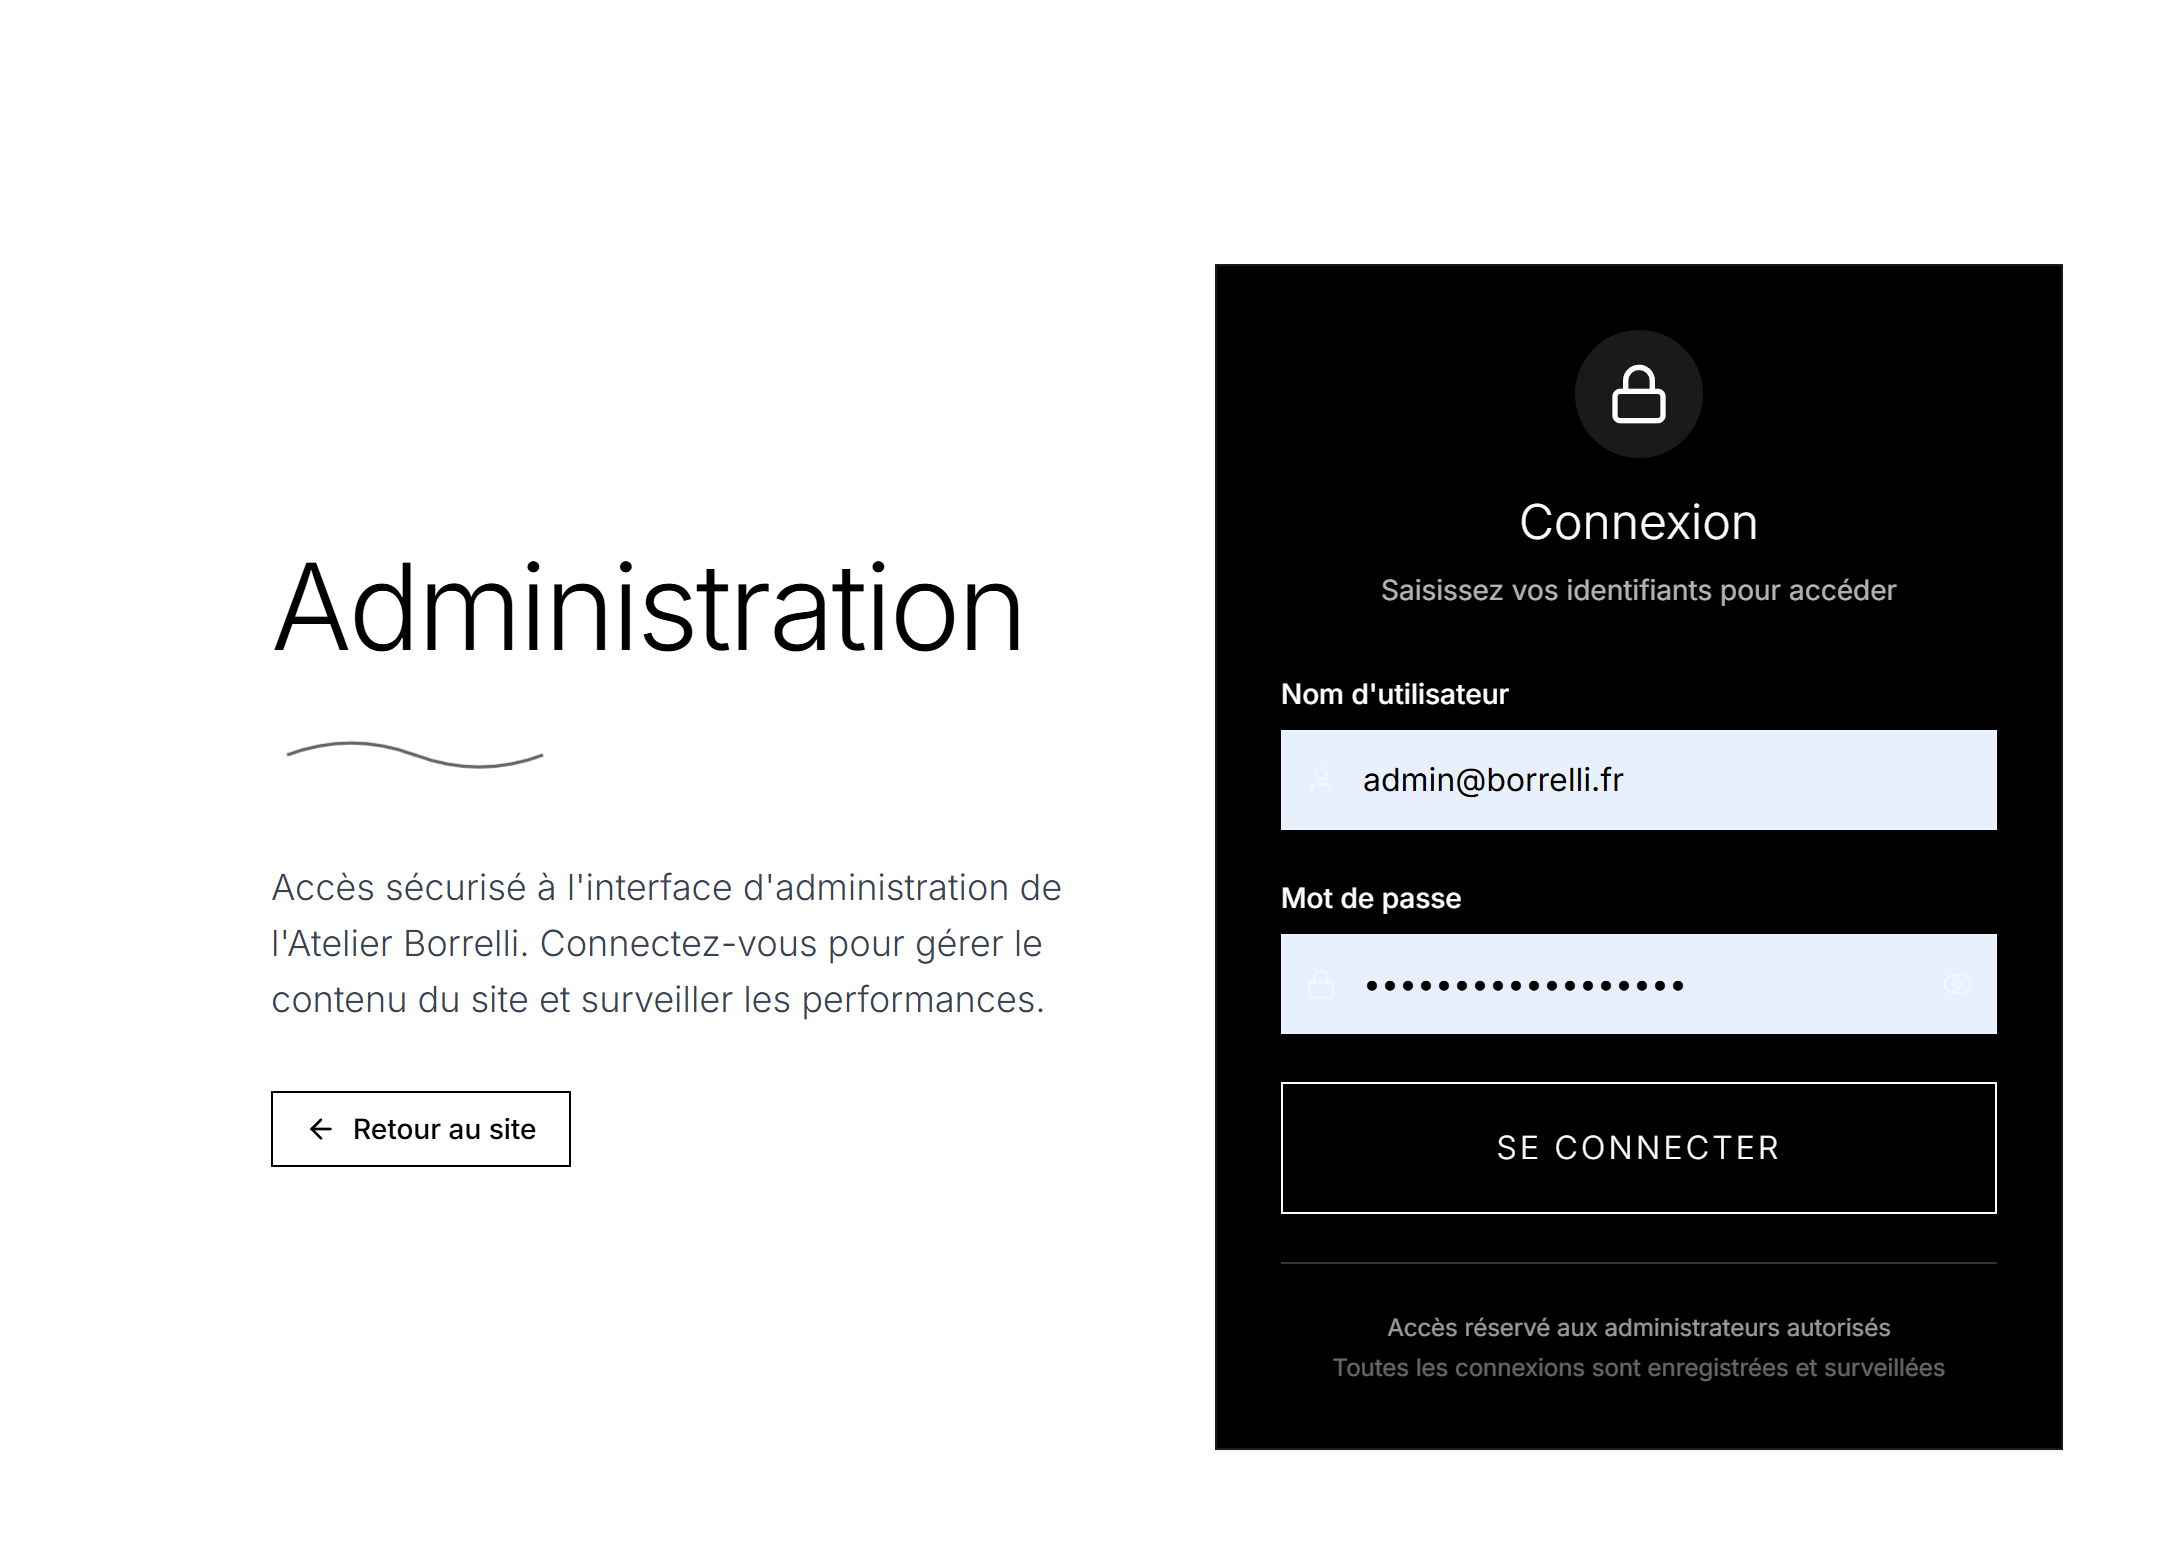 Administration
Accès sécurisé à l'interface d'administration de
l'Atelier Borrelli. Connectez-vous pour gérer le
contenu du site et surveiller les performances.
Retour au site
Connexion
Saisissez vos identifiants pour accéder
Nom d'utilisateur
admin@borrelli.fr
Mot de passe
••••••••••••••••••
SE CONNECTER
Accès réservé aux administrateurs autorisés
Toutes les connexions sont enregistrées et surveillées